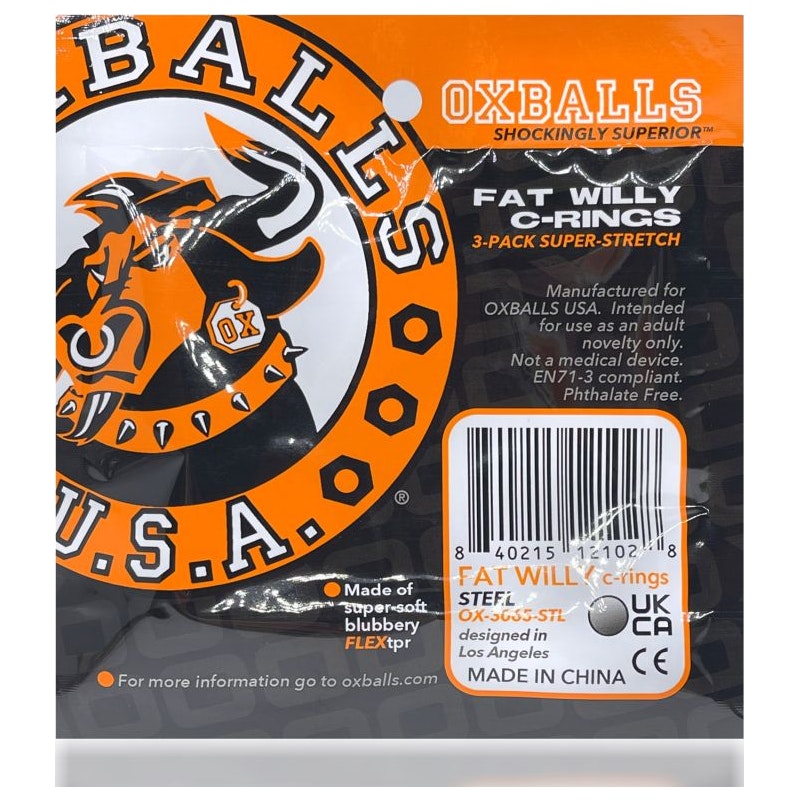 XBALLS
U.S.A.
OX
®
OXBALLS
SHOCKINGLY SUPERIOR™
FAT WILLY
C-RINGS
3-PACK SUPER-STRETCH
Manufactured for
OXBALLS USA. Intended
for use as an adult
novelty only.
Not a medical device.
EN71-3 compliant.
Phthalate Free.
8 40215 12102 8
FAT WILLY c-rings
STEEL
designed in
Los Angeles
UK
CA
MADE IN CHINA CE
Made of
super-soft
blubbery
FLEXtpr
For more information go to oxballs.com